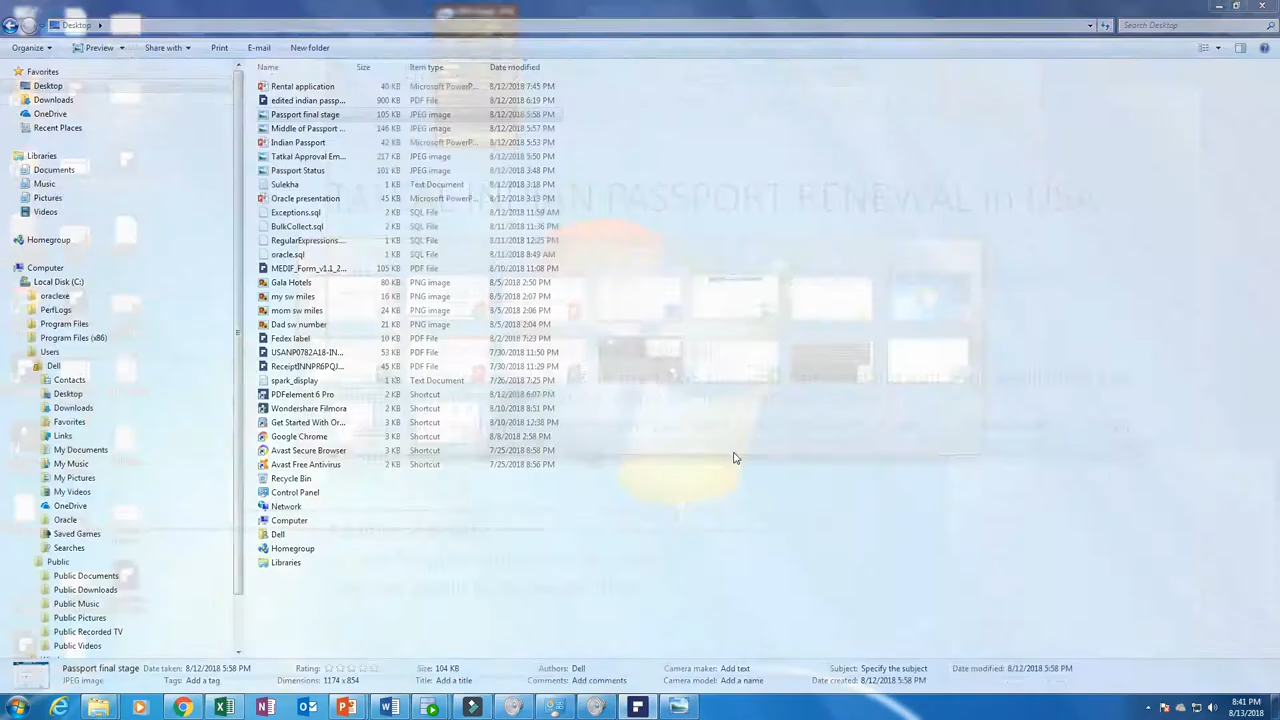 Desktop
Search Desktop
Organize Preview Share with Print E-mail New folder
Name Size Item type Date modified
Favorites
Desktop
Downloads
OneDrive
Recent Places
Libraries
Documents
Music
Pictures
Videos
Homegroup
Computer
Local Disk (C:)
oraclexe
PerfLogs
Program Files
Program Files (x86)
Users
Dell
Contacts
Desktop
Downloads
Favorites
Links
My Documents
My Music
My Pictures
My Videos
OneDrive
Oracle
Saved Games
Searches
Public
Public Documents
Public Downloads
Public Music
Public Pictures
Public Recorded TV
Public Videos
Rental application 40 KB Microsoft PowerP... 8/12/2018 7:45 PM
edited indian passp... 900 KB PDF File 8/12/2018 6:19 PM
Passport final stage 105 KB JPEG image 8/12/2018 5:58 PM
Middle of Passport ... 146 KB JPEG image 8/12/2018 5:57 PM
Indian Passport 42 KB Microsoft PowerP... 8/12/2018 5:53 PM
Tatkal Approval Em... 217 KB JPEG image 8/12/2018 5:50 PM
Passport Status 101 KB JPEG image 8/12/2018 3:48 PM
Sulekha 1 KB Text Document 8/12/2018 3:18 PM
Oracle presentation 45 KB Microsoft PowerP... 8/12/2018 3:13 PM
Exceptions.sql 2 KB SQL File 8/12/2018 11:59 AM
BulkCollect.sql 2 KB SQL File 8/11/2018 11:36 PM
RegularExpressions.... 1 KB SQL File 8/11/2018 12:25 PM
oracle.sql 1 KB SQL File 8/11/2018 8:49 AM
MEDIF_Form_v1.1_2... 105 KB PDF File 8/10/2018 11:08 PM
Gala Hotels 80 KB PNG image 8/5/2018 2:50 PM
my sw miles 16 KB PNG image 8/5/2018 2:07 PM
mom sw miles 24 KB PNG image 8/5/2018 2:06 PM
Dad sw number 21 KB PNG image 8/5/2018 2:04 PM
Fedex label 10 KB PDF File 8/2/2018 7:23 PM
USANP0782A18-IN... 53 KB PDF File 7/30/2018 11:50 PM
ReceiptINNPR6PQJ... 45 KB PDF File 7/30/2018 11:29 PM
spark_display 1 KB Text Document 7/26/2018 7:25 PM
PDFelement 6 Pro 2 KB Shortcut 8/12/2018 6:07 PM
Wondershare Filmora 2 KB Shortcut 8/10/2018 8:51 PM
Get Started With Or... 3 KB Shortcut 8/10/2018 12:38 PM
Google Chrome 3 KB Shortcut 8/8/2018 2:58 PM
Avast Secure Browser 3 KB Shortcut 7/25/2018 8:58 PM
Avast Free Antivirus 2 KB Shortcut 7/25/2018 8:56 PM
Recycle Bin
Control Panel
Network
Computer
Dell
Homegroup
Libraries
Passport final stage Date taken: 8/12/2018 5:58 PM Rating: Size: 104 KB Authors: Dell Camera maker: Add text Subject: Specify the subject Date modified: 8/12/2018 5:58 PM
JPEG image Tags: Add a tag Dimensions: 1174 x 854 Title: Add a title Comments: Add comments Camera model: Add a name Date created: 8/12/2018 5:58 PM
8:41 PM
8/13/2018